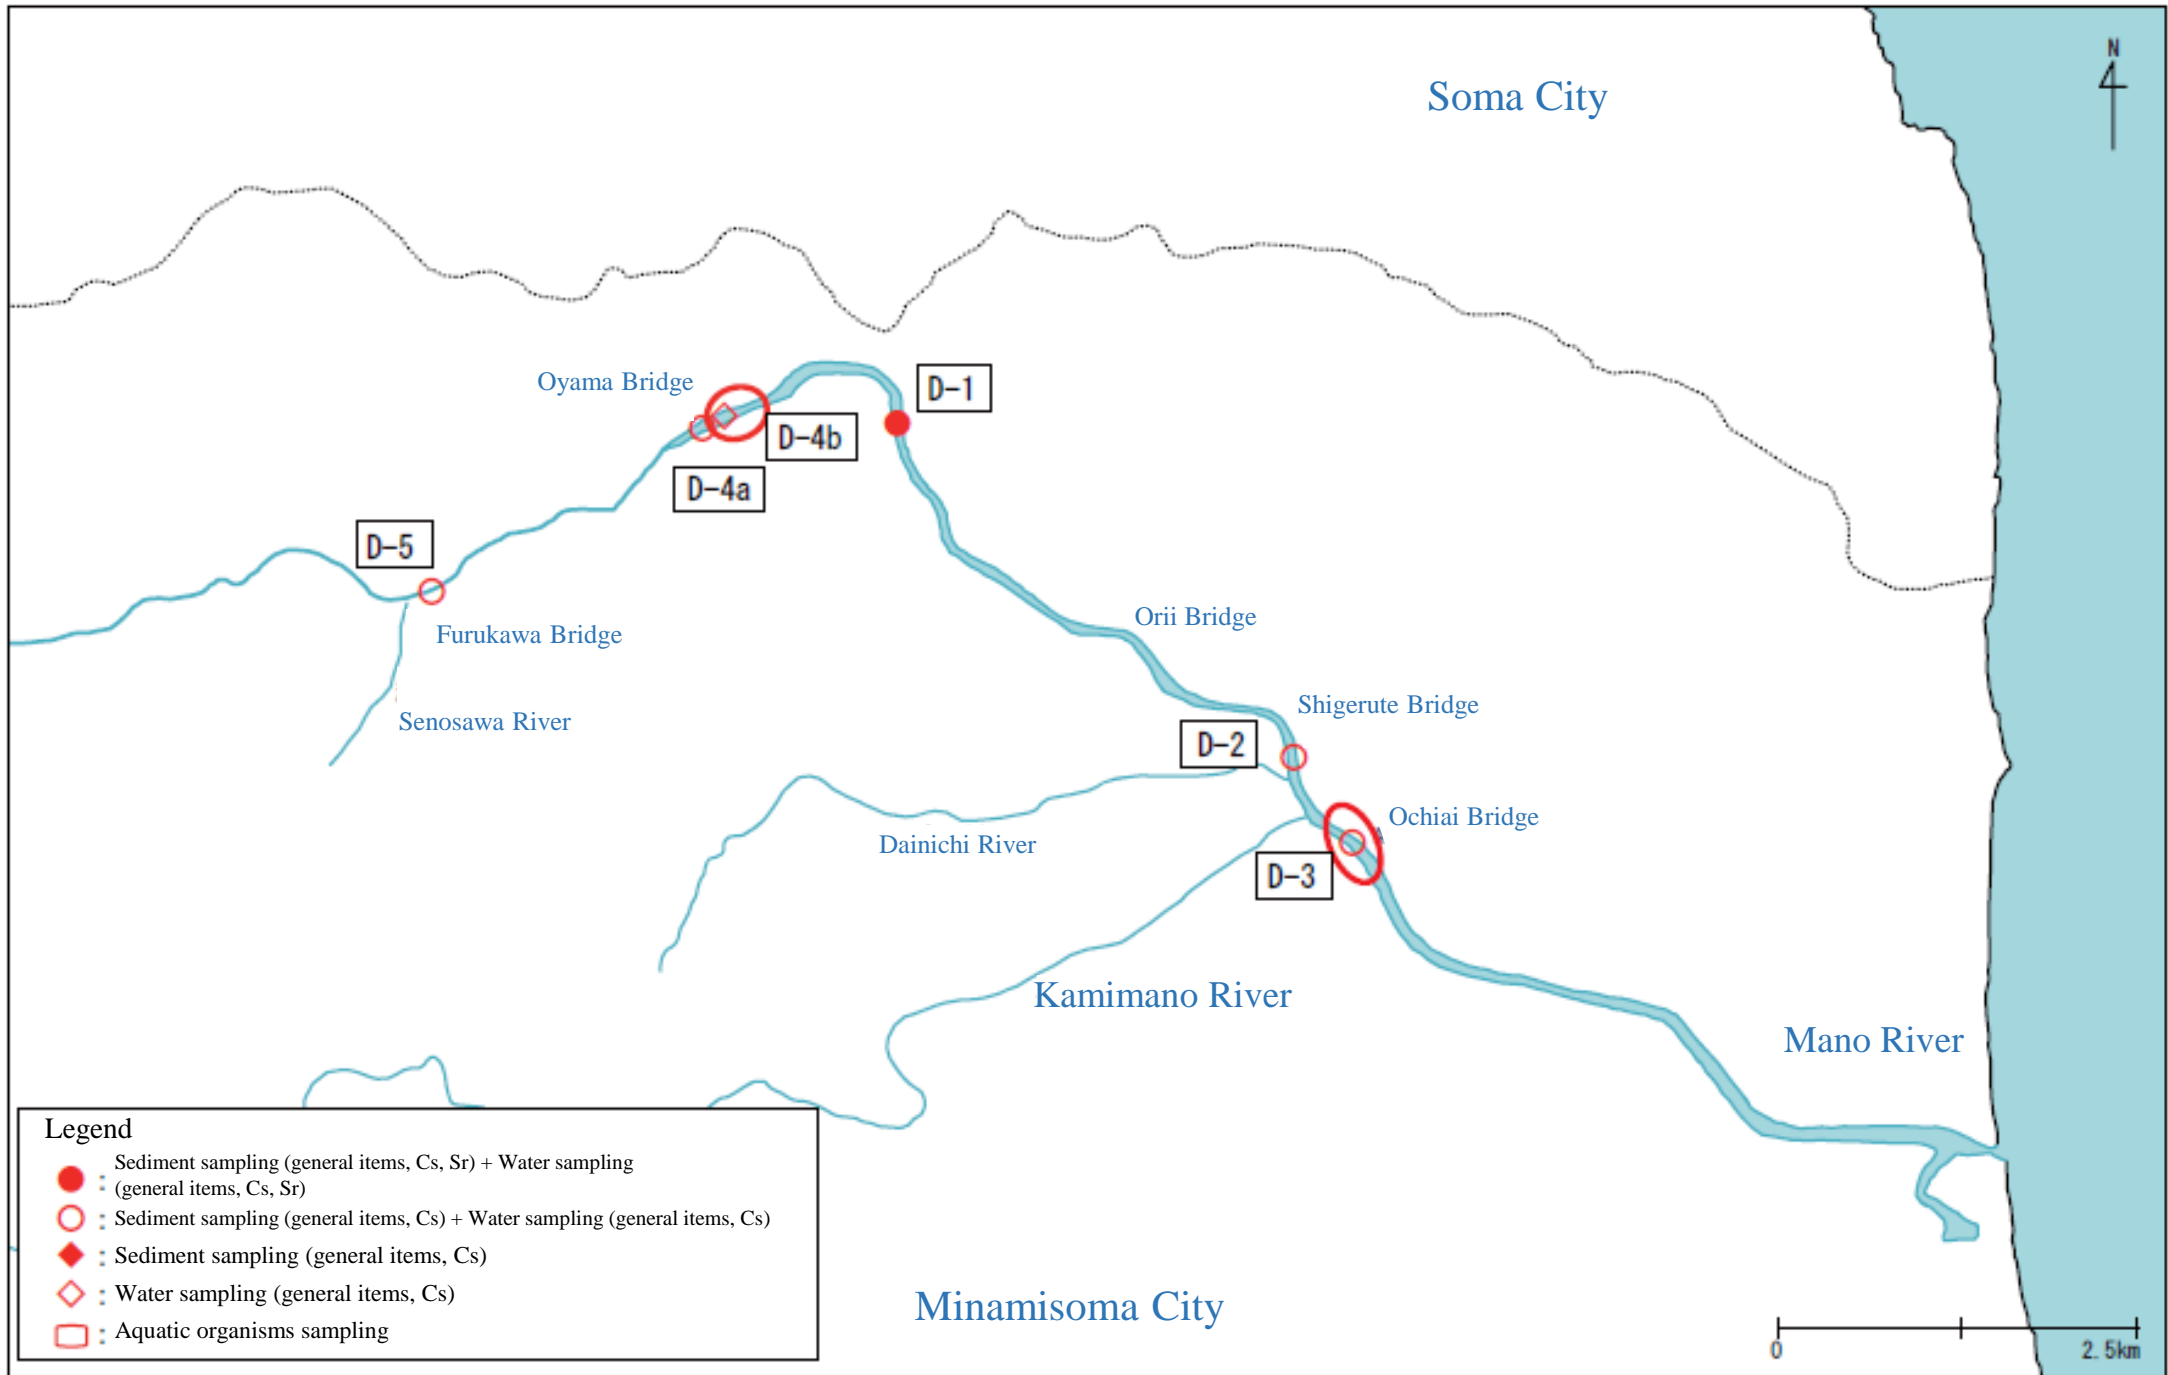 N
Soma City
Oyama Bridge
D-1
D-4b
D-4a
D-5
Furukawa Bridge
Orii Bridge
Senosawa River
Shigerute Bridge
D-2
Ochiai Bridge
Dainichi River
D-3
Kamimano River
Mano River
Legend
Sediment sampling (general items, Cs, Sr) + Water sampling
(general items, Cs, Sr)
: Sediment sampling (general items, Cs) + Water sampling (general items, Cs)
: Sediment sampling (general items, Cs)
: Water sampling (general items, Cs)
: Aquatic organisms sampling
Minamisoma City
0 2.5km